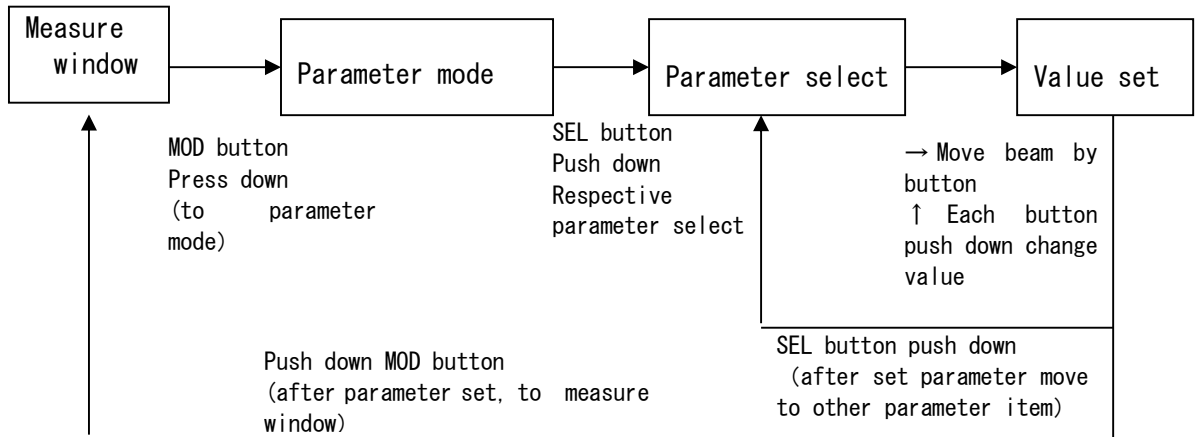 Measure
window
Parameter mode
Parameter select
Value set
MOD button
Press down
(to parameter
mode)
SEL button
Push down
Respective
parameter select
→ Move beam by
button
↑ Each button
push down change
value
Push down MOD button
(after parameter set, to measure
window)
SEL button push down
(after set parameter move
to other parameter item)